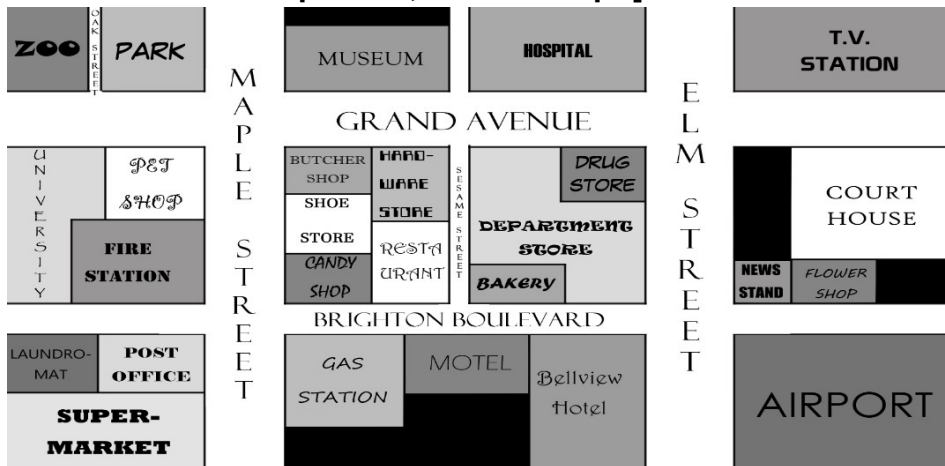 OAK STREET
ZOO
PARK
MUSEUM
HOSPITAL
T.V.
STATION
MAPLE STREET
GRAND AVENUE
ELM STREET
UNIVERSITY
PET
SHOP
FIRE
STATION
BUTCHER
SHOP
HARD-
WARE
STORE
SHOE
STORE
RESTA
URANT
CANDY
SHOP
SESAME STREET
DRUG
STORE
DEPARTMENT
STORE
BAKERY
COURT
HOUSE
NEWS
STAND
FLOWER
SHOP
BRIGHTON BOULEVARD
LAUNDRO-
MAT
POST
OFFICE
SUPER-
MARKET
GAS
STATION
MOTEL
Bellview
Hotel
AIRPORT